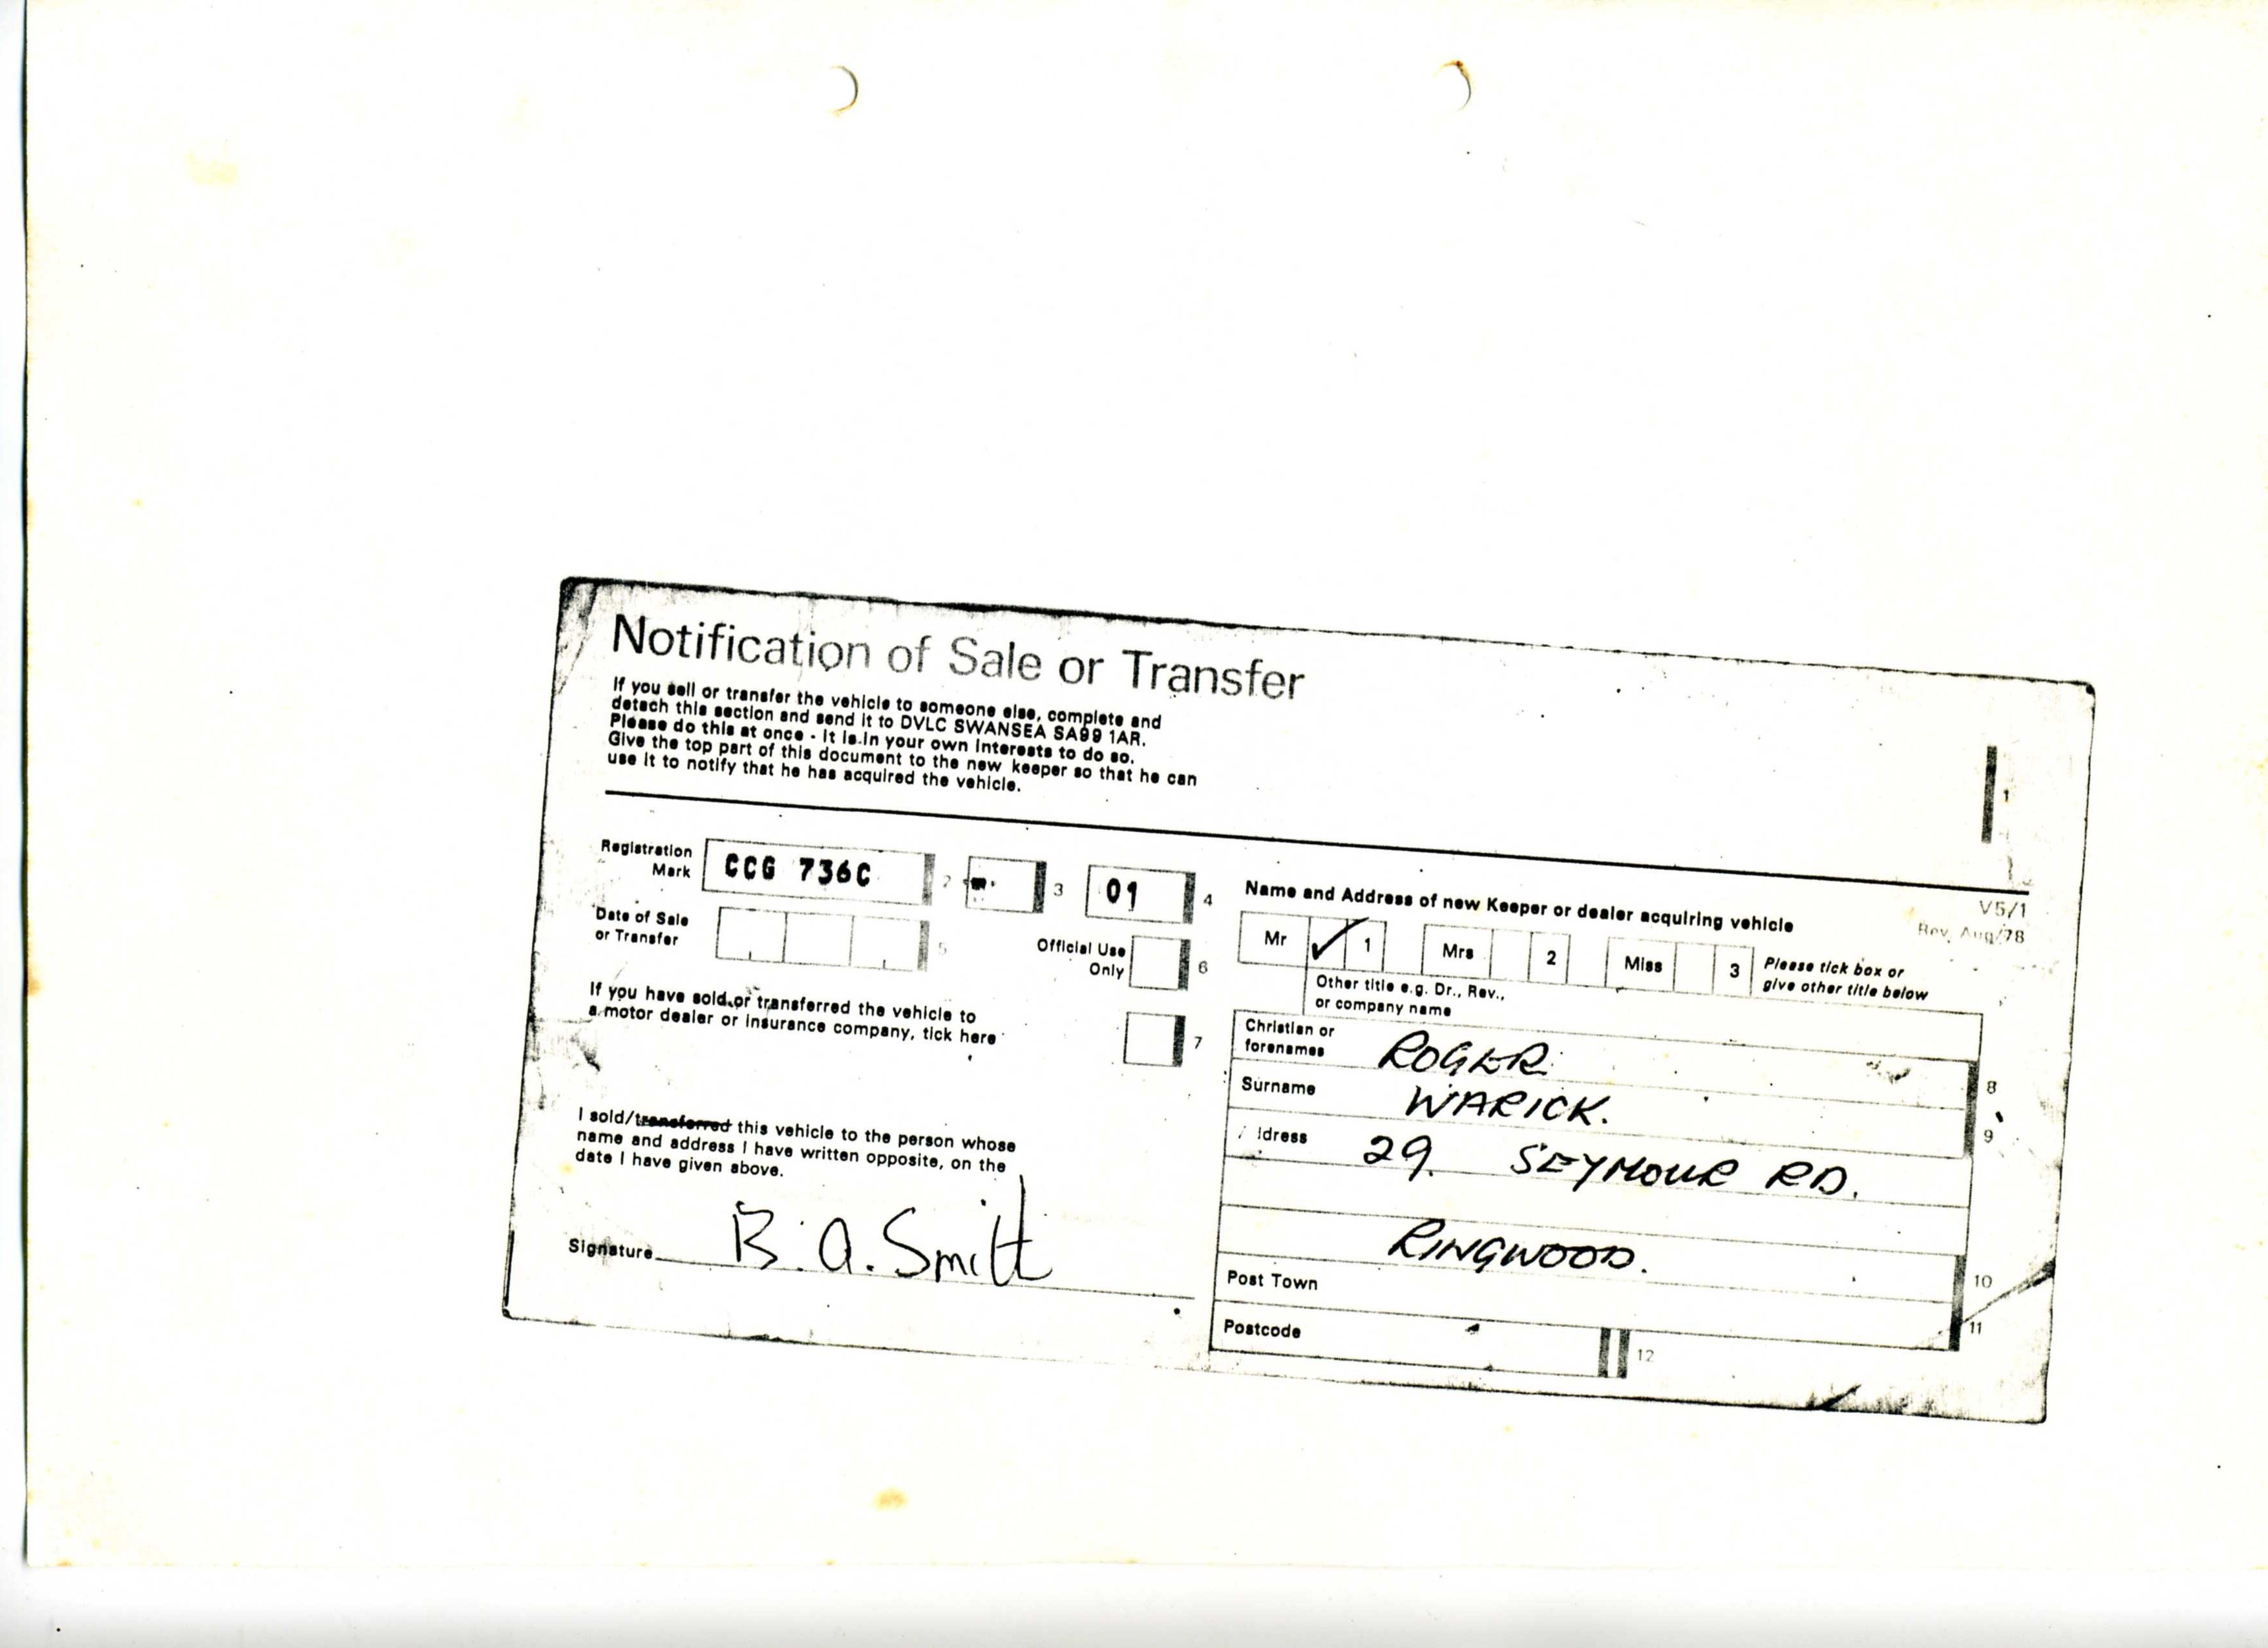 Notification of Sale or Transfer
If you sell or transfer the vehicle to someone else, complete and
detach this section and send it to DVLC SWANSEA SA99 1AR.
Please do this at once - It is in your own interests to do so.
Give the top part of this document to the new keeper so that he can
use it to notify that he has acquired the vehicle.
1
V5/1
Rev. Aug/78
Registration
Mark
CCG 736C
2
3
01
4
Date of Sale
or Transfer
5
Official Use
Only
6
If you have sold or transferred the vehicle to
a motor dealer or insurance company, tick here
7
I sold/transferred this vehicle to the person whose
name and address I have written opposite, on the
date I have given above.
Signature B. A. Smith
Name and Address of new Keeper or dealer acquiring vehicle
Mr ✓ 1 Mrs 2 Miss 3
Please tick box or
give other title below
Other title e.g. Dr., Rev.,
or company name
Christian or
forenames
ROGER
8
Surname
WARICK.
9
dress
29. SEYMOUR RD.
RINGWOOD.
10
Post Town
11
Postcode
12